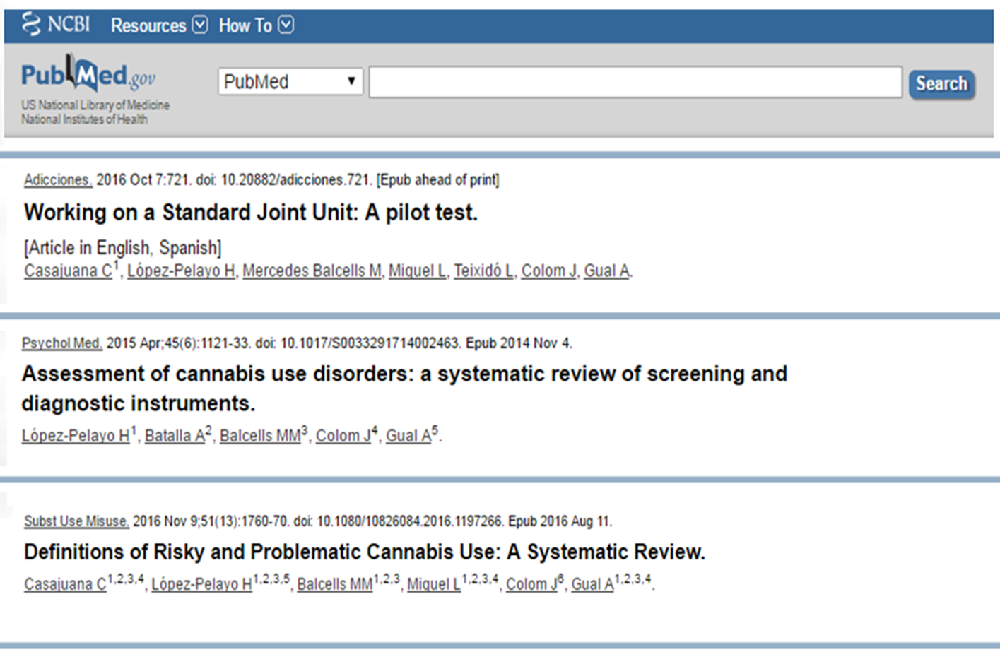 NCBI Resources How To
PubMed.gov
US National Library of Medicine
National Institutes of Health
PubMed
Search
Adicciones. 2016 Oct 7:721. doi: 10.20882/adicciones.721. [Epub ahead of print]
Working on a Standard Joint Unit: A pilot test.
[Article in English, Spanish]
Casajuana C1, López-Pelayo H, Mercedes Balcells M, Miquel L, Teixidó L, Colom J, Gual A.
Psychol Med. 2015 Apr;45(6):1121-33. doi: 10.1017/S0033291714002463. Epub 2014 Nov 4.
Assessment of cannabis use disorders: a systematic review of screening and
diagnostic instruments.
López-Pelayo H1, Batalla A2, Balcells MM3, Colom J4, Gual A5.
Subst Use Misuse. 2016 Nov 9;51(13):1760-70. doi: 10.1080/10826084.2016.1197266. Epub 2016 Aug 11.
Definitions of Risky and Problematic Cannabis Use: A Systematic Review.
Casajuana C1,2,3,4, López-Pelayo H1,2,3,5, Balcells MM1,2,3, Miquel L1,2,3,4, Colom J6, Gual A1,2,3,4.